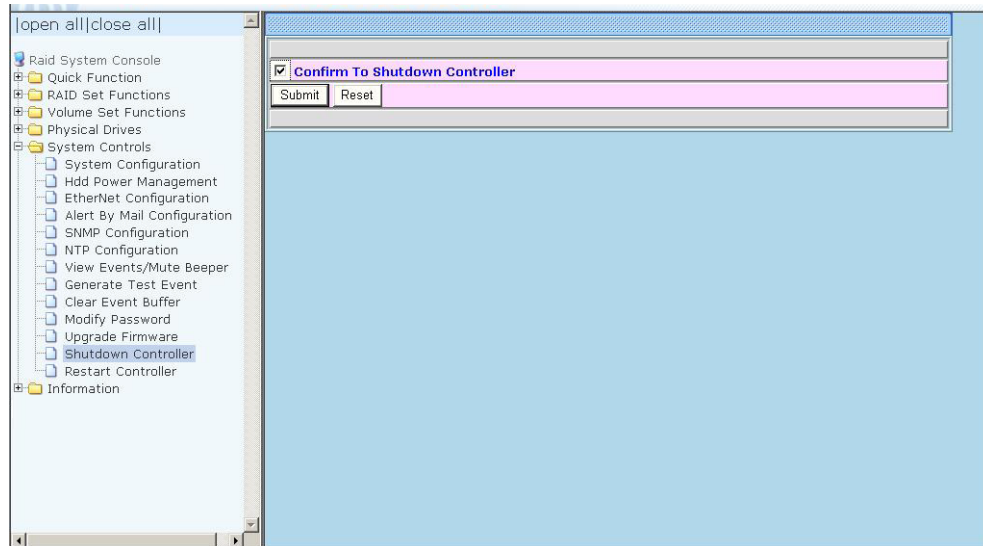 |open all|close all|
Raid System Console
Quick Function
RAID Set Functions
Volume Set Functions
Physical Drives
System Controls
System Configuration
Hdd Power Management
EtherNet Configuration
Alert By Mail Configuration
SNMP Configuration
NTP Configuration
View Events/Mute Beeper
Generate Test Event
Clear Event Buffer
Modify Password
Upgrade Firmware
Shutdown Controller
Restart Controller
Information
Confirm To Shutdown Controller
Submit Reset